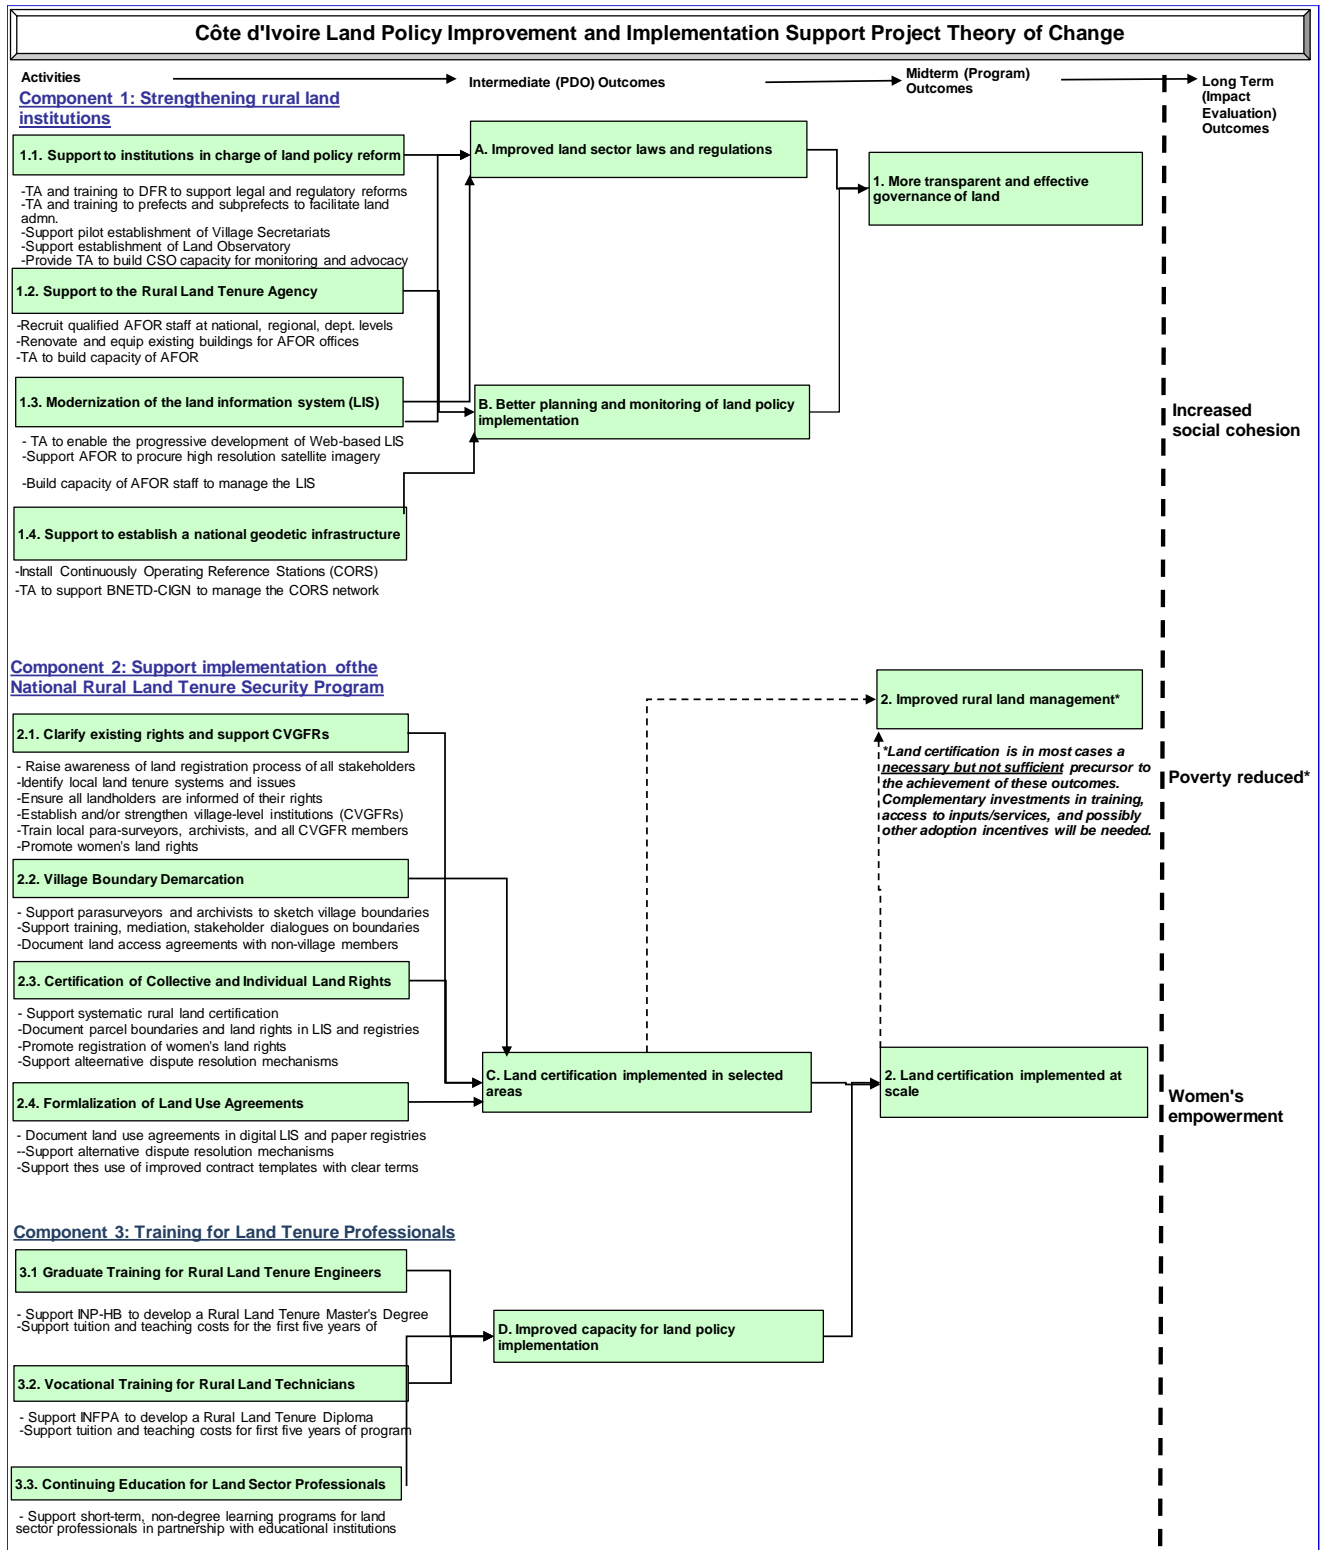 Côte d'Ivoire Land Policy Improvement and Implementation Support Project Theory of Change
Activities
Intermediate (PDO) Outcomes
Midterm (Program)
Outcomes
Long Term
(Impact
Evaluation)
Outcomes
Component 1: Strengthening rural land
institutions
1.1. Support to institutions in charge of land policy reform
-TA and training to DFR to support legal and regulatory reforms
-TA and training to prefects and subprefects to facilitate land
admn.
-Support pilot establishment of Village Secretariats
-Support establishment of Land Observatory
-Provide TA to build CSO capacity for monitoring and advocacy
1.2. Support to the Rural Land Tenure Agency
-Recruit qualified AFOR staff at national, regional, dept. levels
-Renovate and equip existing buildings for AFOR offices
-TA to build capacity of AFOR
1.3. Modernization of the land information system (LIS)
- TA to enable the progressive development of Web-based LIS
-Support AFOR to procure high resolution satellite imagery
-Build capacity of AFOR staff to manage the LIS
1.4. Support to establish a national geodetic infrastructure
-Install Continuously Operating Reference Stations (CORS)
-TA to support BNETD-CIGN to manage the CORS network
A. Improved land sector laws and regulations
B. Better planning and monitoring of land policy
implementation
1. More transparent and effective
governance of land
Increased
social cohesion
Component 2: Support implementation ofthe
National Rural Land Tenure Security Program
2.1. Clarify existing rights and support CVGFRs
- Raise awareness of land registration process of all stakeholders
-Identify local land tenure systems and issues
-Ensure all landholders are informed of their rights
-Establish and/or strengthen village-level institutions (CVGFRs)
-Train local para-surveyors, archivists, and all CVGFR members
-Promote women's land rights
2.2. Village Boundary Demarcation
- Support parasurveyors and archivists to sketch village boundaries
-Support training, mediation, stakeholder dialogues on boundaries
-Document land access agreements with non-village members
2.3. Certification of Collective and Individual Land Rights
- Support systematic rural land certification
-Document parcel boundaries and land rights in LIS and registries
-Promote registration of women's land rights
-Support alteernative dispute resolution mechanisms
2.4. Formlalization of Land Use Agreements
- Document land use agreements in digital LIS and paper registries
--Support alternative dispute resolution mechanisms
-Support thes use of improved contract templates with clear terms
C. Land certification implemented in selected
areas
2. Improved rural land management*
*Land certification is in most cases a
necessary but not sufficient precursor to
the achievement of these outcomes.
Complementary investments in training,
access to inputs/services, and possibly
other adoption incentives will be needed.
Poverty reduced*
2. Land certification implemented at
scale
Women's
empowerment
Component 3: Training for Land Tenure Professionals
3.1 Graduate Training for Rural Land Tenure Engineers
- Support INP-HB to develop a Rural Land Tenure Master's Degree
-Support tuition and teaching costs for the first five years of
3.2. Vocational Training for Rural Land Technicians
- Support INFPA to develop a Rural Land Tenure Diploma
-Support tuition and teaching costs for first five years of program
3.3. Continuing Education for Land Sector Professionals
- Support short-term, non-degree learning programs for land
sector professionals in partnership with educational institutions
D. Improved capacity for land policy
implementation